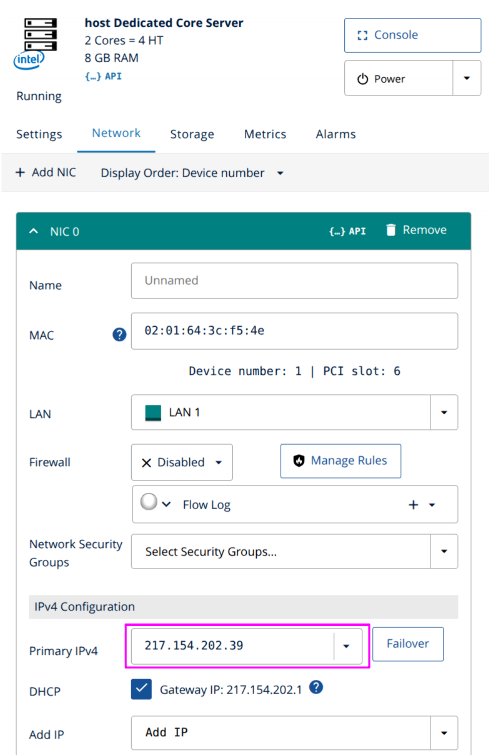 host Dedicated Core Server
2 Cores = 4 HT
8 GB RAM
{…} API
intel
Running
Console
Power
Settings Network Storage Metrics Alarms
+ Add NIC Display Order: Device number
NIC 0 {…} API Remove
Name Unnamed
MAC ? 02:01:64:3c:f5:4e
Device number: 1 | PCI slot: 6
LAN LAN 1
Firewall Disabled Manage Rules
Flow Log +
Network Security
Groups
Select Security Groups...
IPv4 Configuration
Primary IPv4 217.154.202.39 Failover
DHCP Gateway IP: 217.154.202.1 ?
Add IP Add IP